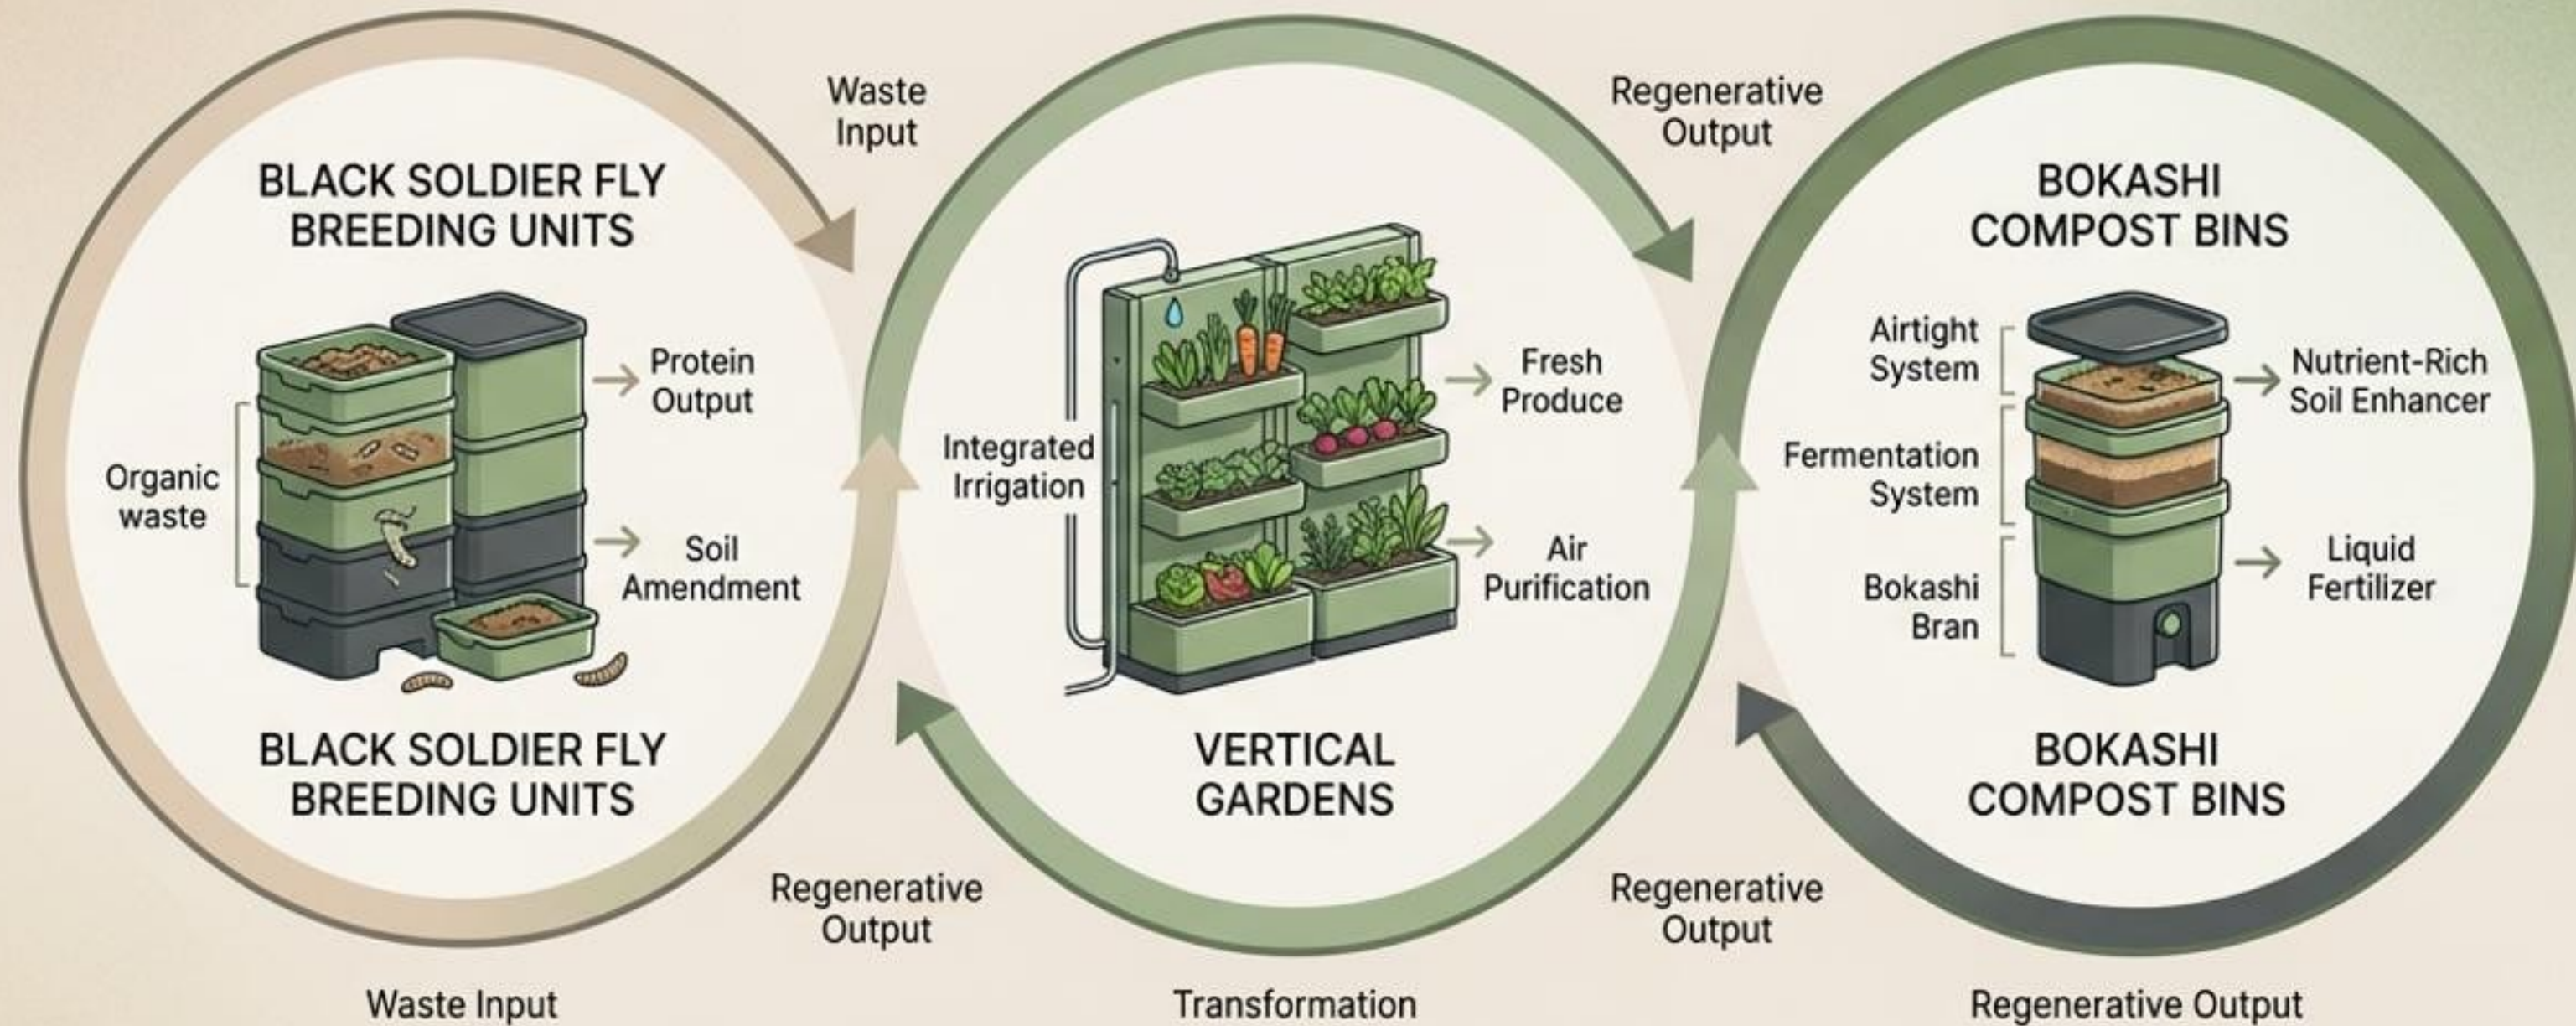 BLACK SOLDIER FLY
BREEDING UNITS
Organic
waste
Protein
Output
Soil
Amendment
BLACK SOLDIER FLY
BREEDING UNITS
Waste Input
Waste
Input
Regenerative
Output
Integrated
Irrigation
Fresh
Produce
Air
Purification
VERTICAL
GARDENS
Transformation
Regenerative
Output
Regenerative
Output
BOKASHI
COMPOST BINS
Airtight
System
Fermentation
System
Bokashi
Bran
Nutrient-Rich
Soil Enhancer
Liquid
Fertilizer
BOKASHI
COMPOST BINS
Regenerative Output